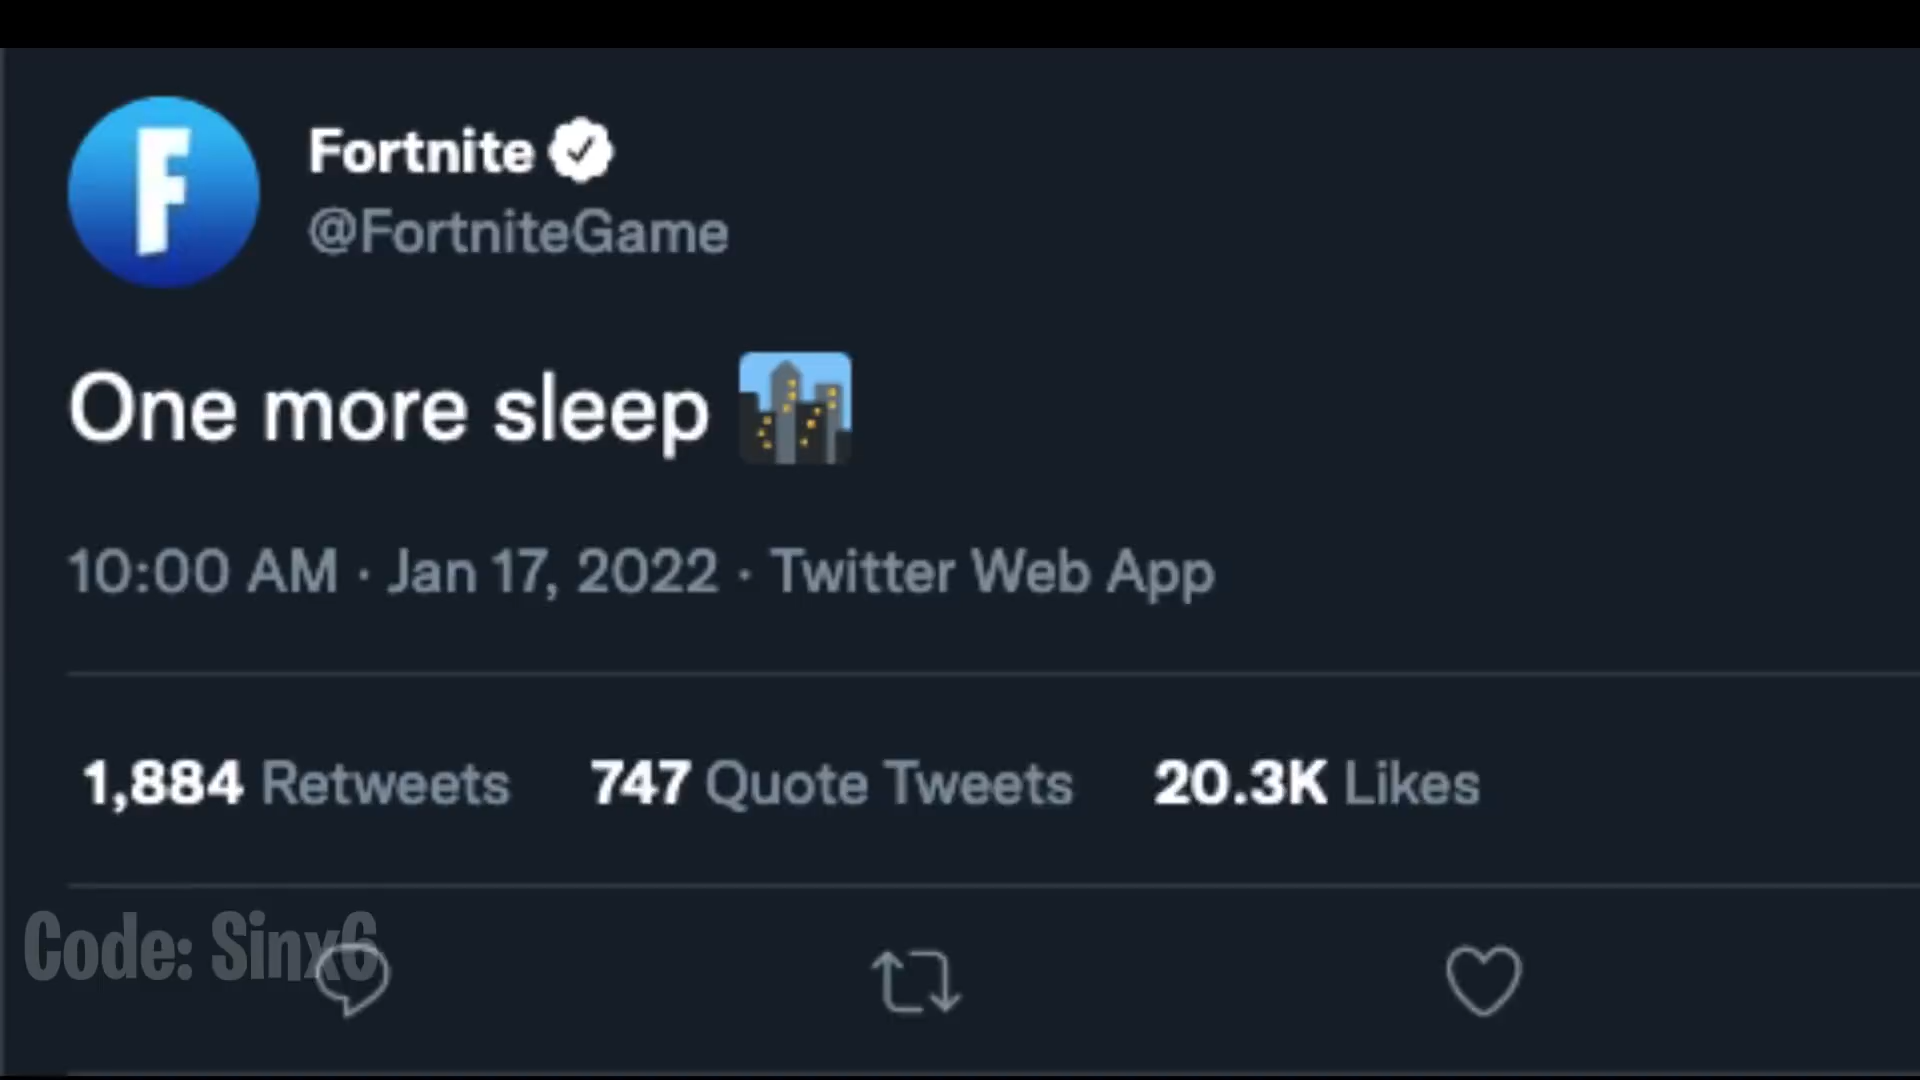 F
Fortnite
@FortniteGame
One more sleep 🏙️
10:00 AM · Jan 17, 2022 · Twitter Web App
1,884 Retweets 747 Quote Tweets 20.3K Likes
Code: Sinx6